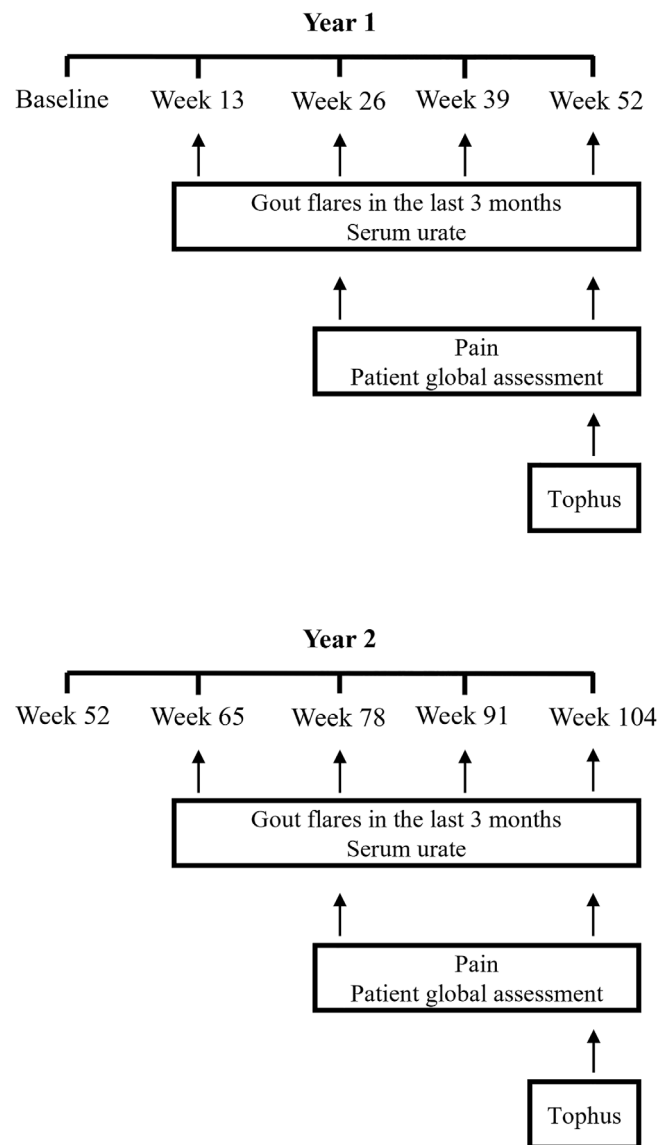 Year 1
Baseline Week 13 Week 26 Week 39 Week 52
Gout flares in the last 3 months
Serum urate
Pain
Patient global assessment
Tophus
Year 2
Week 52 Week 65 Week 78 Week 91 Week 104
Gout flares in the last 3 months
Serum urate
Pain
Patient global assessment
Tophus